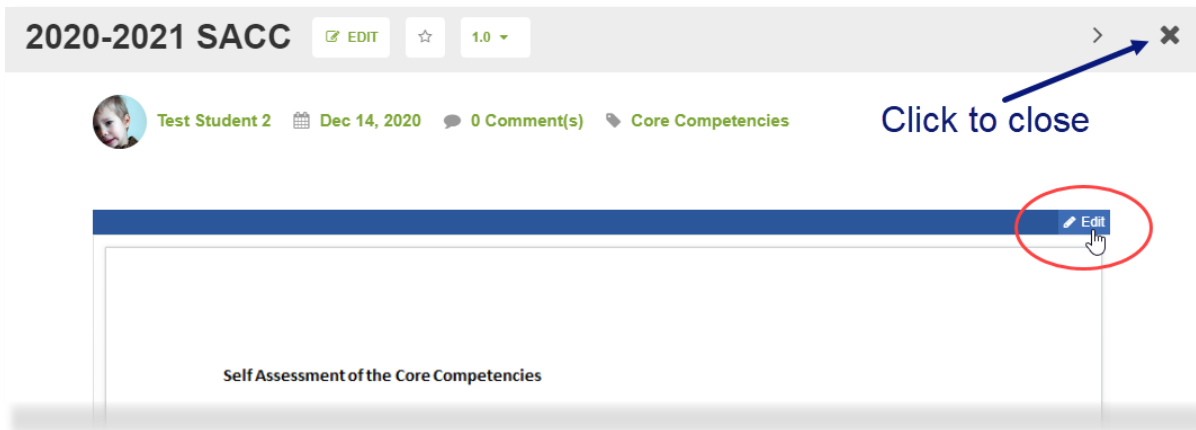 2020-2021 SACC EDIT 1.0
Test Student 2 Dec 14, 2020 0 Comment(s) Core Competencies
Click to close
Edit
Self Assessment of the Core Competencies